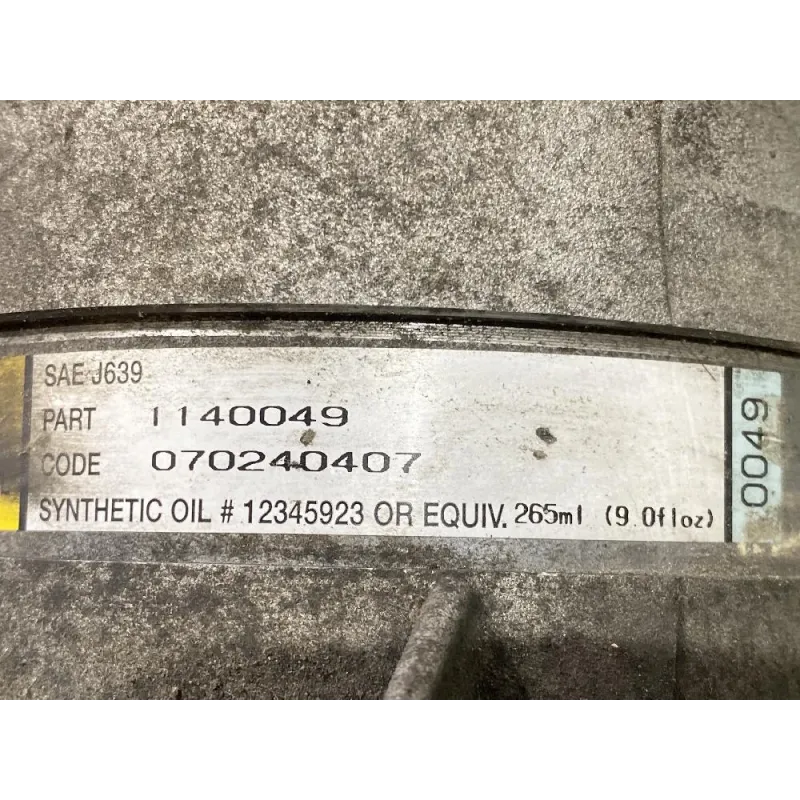 SAE J639
PART 1140049
CODE 070240407
SYNTHETIC OIL # 12345923 OR EQUIV. 265ml (9.0floz)
0049